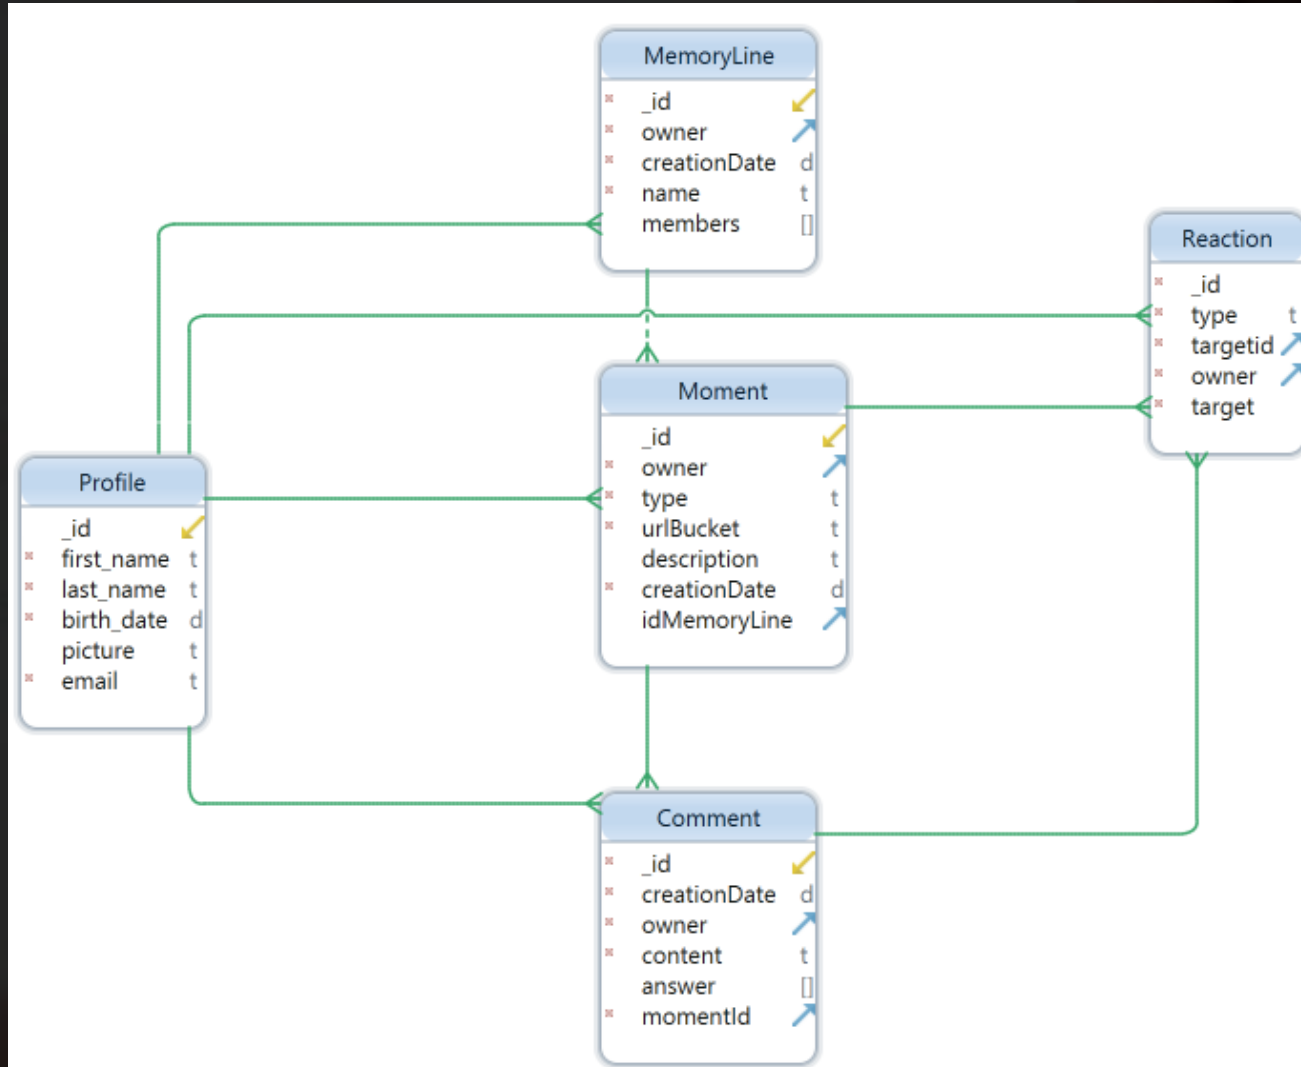 MemoryLine
_id
owner
creationDate d
name t
members []
Reaction
_id
type t
targetid
owner
target
Moment
_id
owner
type t
urlBucket t
description t
creationDate d
idMemoryLine
Profile
_id
first_name t
last_name t
birth_date d
picture t
email t
Comment
_id
creationDate d
owner
content t
answer []
momentId